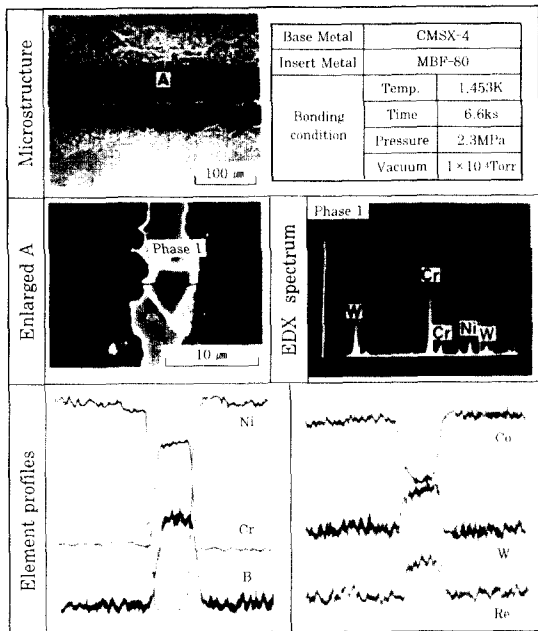 Microstructure
A
100 μm
Base Metal CMSX-4
Insert Metal MBF-80
Bonding condition
Temp. 1,453K
Time 6.6ks
Pressure 2.3MPa
Vacuum Torr
Enlarged A
Phase 1
10 μm
EDX spectrum
Phase 1
W
Cr
Cr
Ni
W
Element profiles
Ni
Cr
B
Co
W
Re